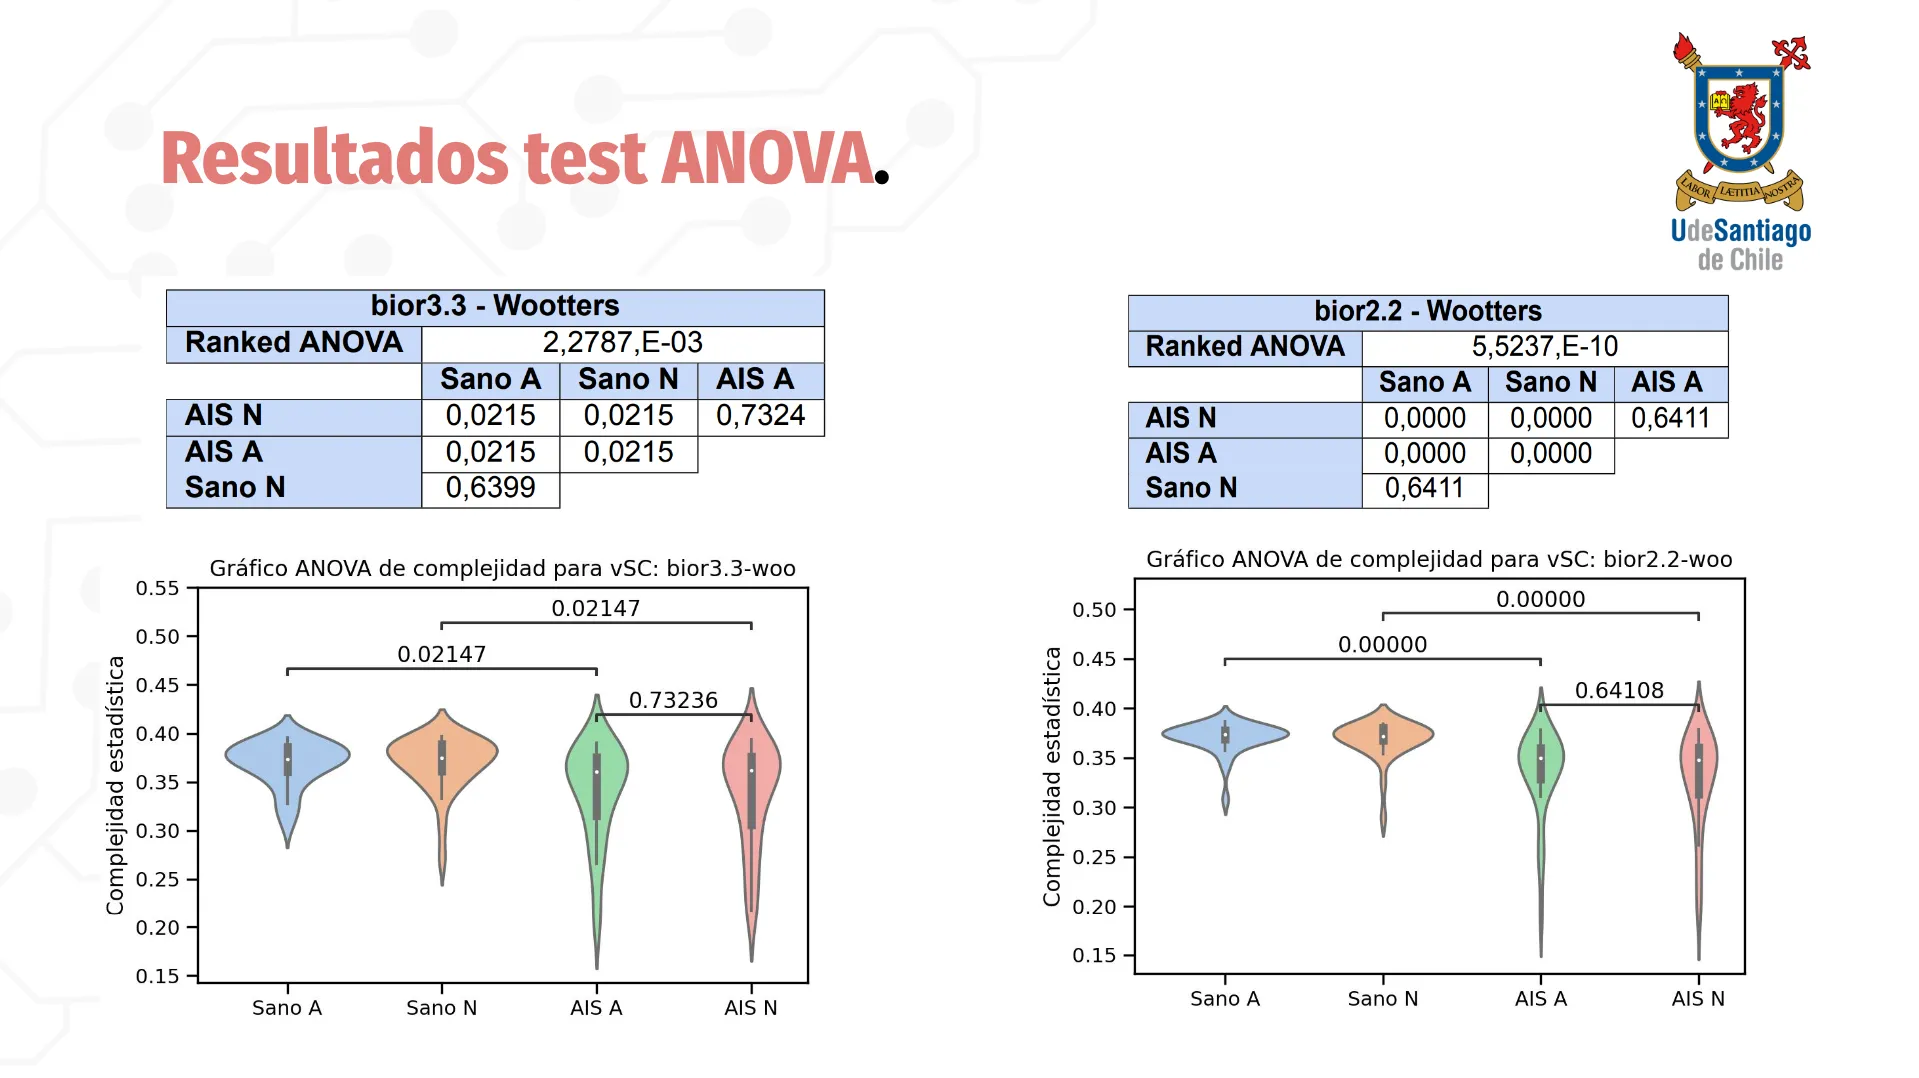 Resultados test ANOVA.
LABOR LÆTITIA NOSTRA
UdeSantiago
de Chile
bior3.3 - Wootters
Ranked ANOVA 2,2787,E-03
Sano A Sano N AIS A
AIS N 0,0215 0,0215 0,7324
AIS A 0,0215 0,0215
Sano N 0,6399
bior2.2 - Wootters
Ranked ANOVA 5,5237,E-10
Sano A Sano N AIS A
AIS N 0,0000 0,0000 0,6411
AIS A 0,0000 0,0000
Sano N 0,6411
Gráfico ANOVA de complejidad para vSC: bior3.3-woo
Complejidad estadística
0.55
0.50
0.45
0.40
0.35
0.30
0.25
0.20
0.15
0.02147
0.02147
0.73236
Sano A Sano N AIS A AIS N
Gráfico ANOVA de complejidad para vSC: bior2.2-woo
Complejidad estadística
0.50
0.45
0.40
0.35
0.30
0.25
0.20
0.15
0.00000
0.00000
0.64108
Sano A Sano N AIS A AIS N